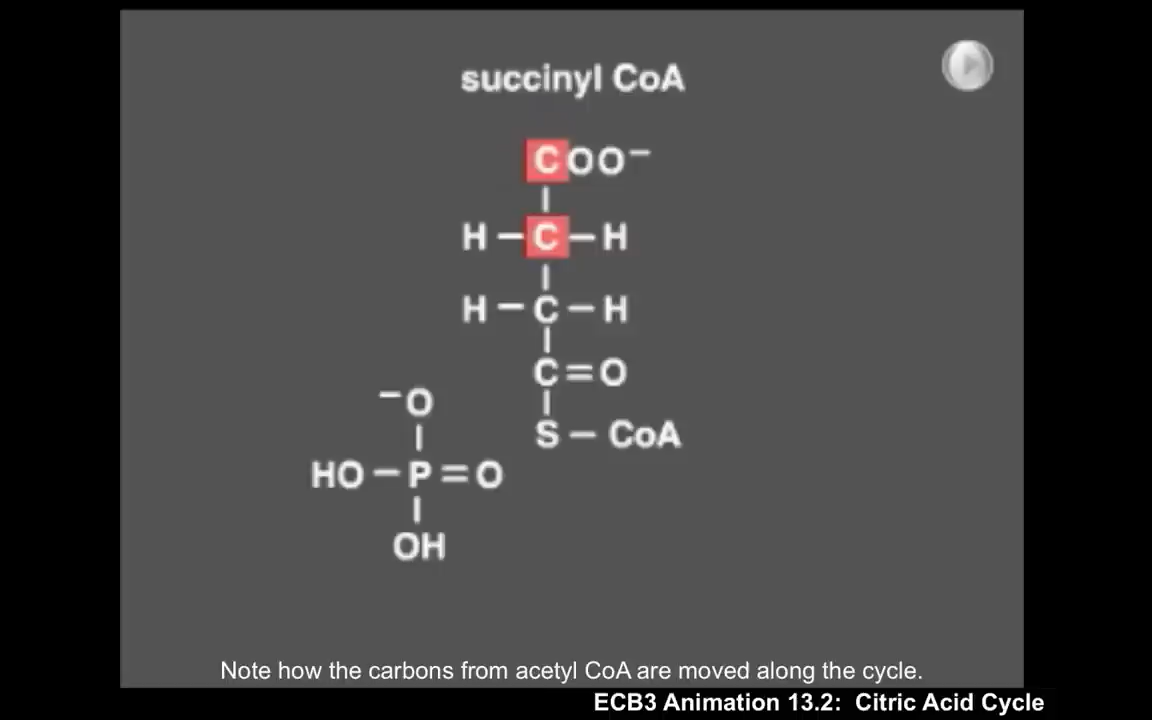 succinyl CoA
COO⁻
H–C–H
H–C–H
C=O
⁻O
S – CoA
HO–P=O
OH
Note how the carbons from acetyl CoA are moved along the cycle.
ECB3 Animation 13.2: Citric Acid Cycle